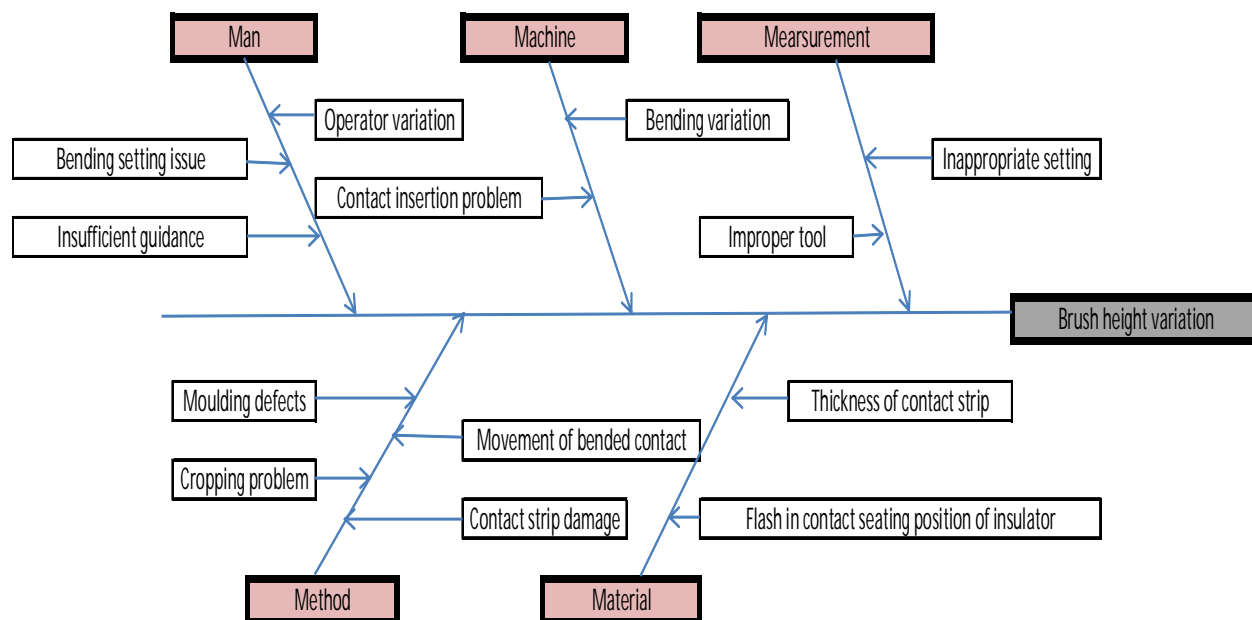 Man
Machine
Mearsurement
Operator variation
Bending variation
Bending setting issue
Inappropriate setting
Contact insertion problem
Insufficient guidance
Improper tool
Brush height variation
Moulding defects
Thickness of contact strip
Movement of bended contact
Cropping problem
Contact strip damage
Flash in contact seating position of insulator
Method
Material